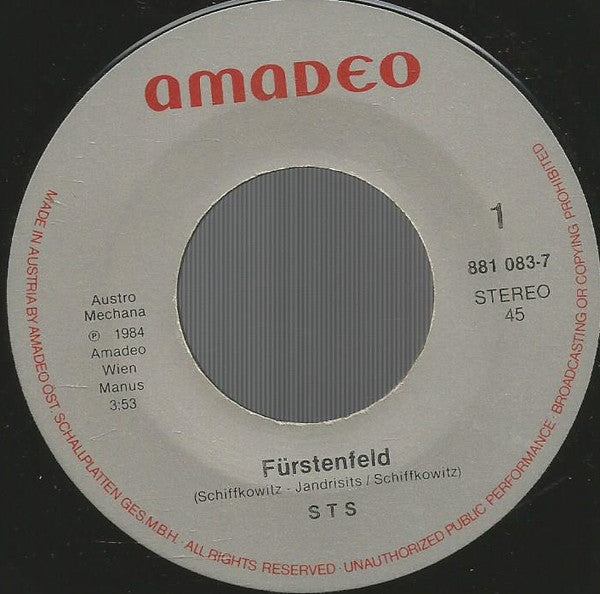 amaDEO
1
881 083-7
STEREO
45
Austro
Mechana
℗ 1984
Amadeo
Wien
Manus
3:53
Fürstenfeld
(Schiffkowitz - Jandrisits / Schiffkowitz)
S T S
MADE IN AUSTRIA BY AMADEO ÖST. SCHALLPLATTEN GES.M.B.H. · ALL RIGHTS RESERVED · UNAUTHORIZED PUBLIC PERFORMANCE · BROADCASTING OR COPYING PROHIBITED